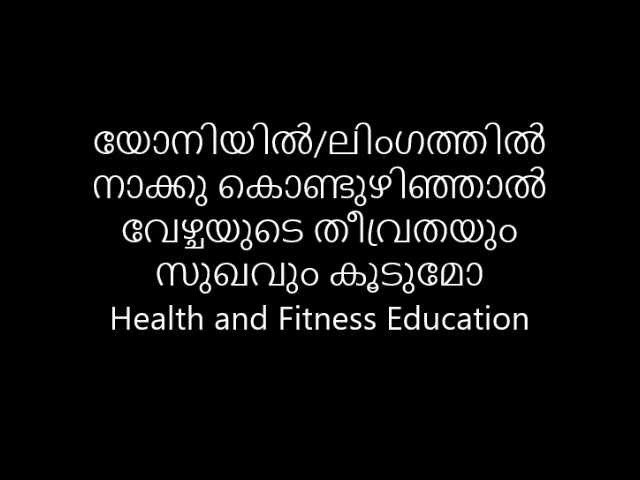 യോനിയിൽ/ലിംഗത്തിൽ
നാക്കു കൊണ്ടുഴിഞ്ഞാൽ
വേഴ്ചയുടെ തീവ്രതയും
സുഖവും കൂടുമോ
Health and Fitness Education